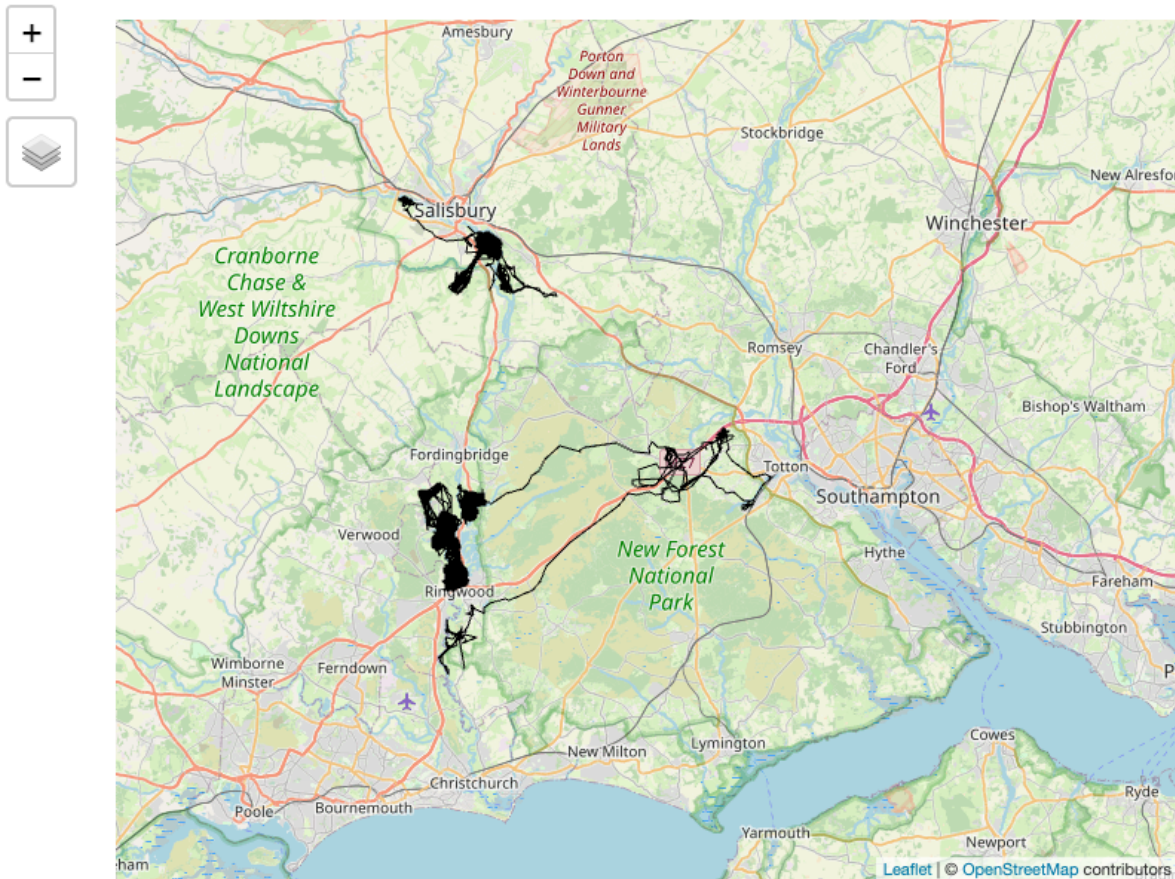 +
−
Amesbury
Porton
Down and
Winterbourne
Gunner
Military
Lands
Stockbridge
New Alresfo
Salisbury
Winchester
Cranborne
Chase &
West Wiltshire
Downs
National
Landscape
Romsey
Chandler's
Ford
Bishop's Waltham
Fordingbridge
Totton
Southampton
Verwood
New Forest
National
Park
Hythe
Ringwood
Fareham
Stubbington
Wimborne
Minster
Ferndown
P
New Milton
Lymington
Cowes
Christchurch
Ryde
Poole
Bournemouth
Yarmouth
Newport
ham
Leaflet | © OpenStreetMap contributors